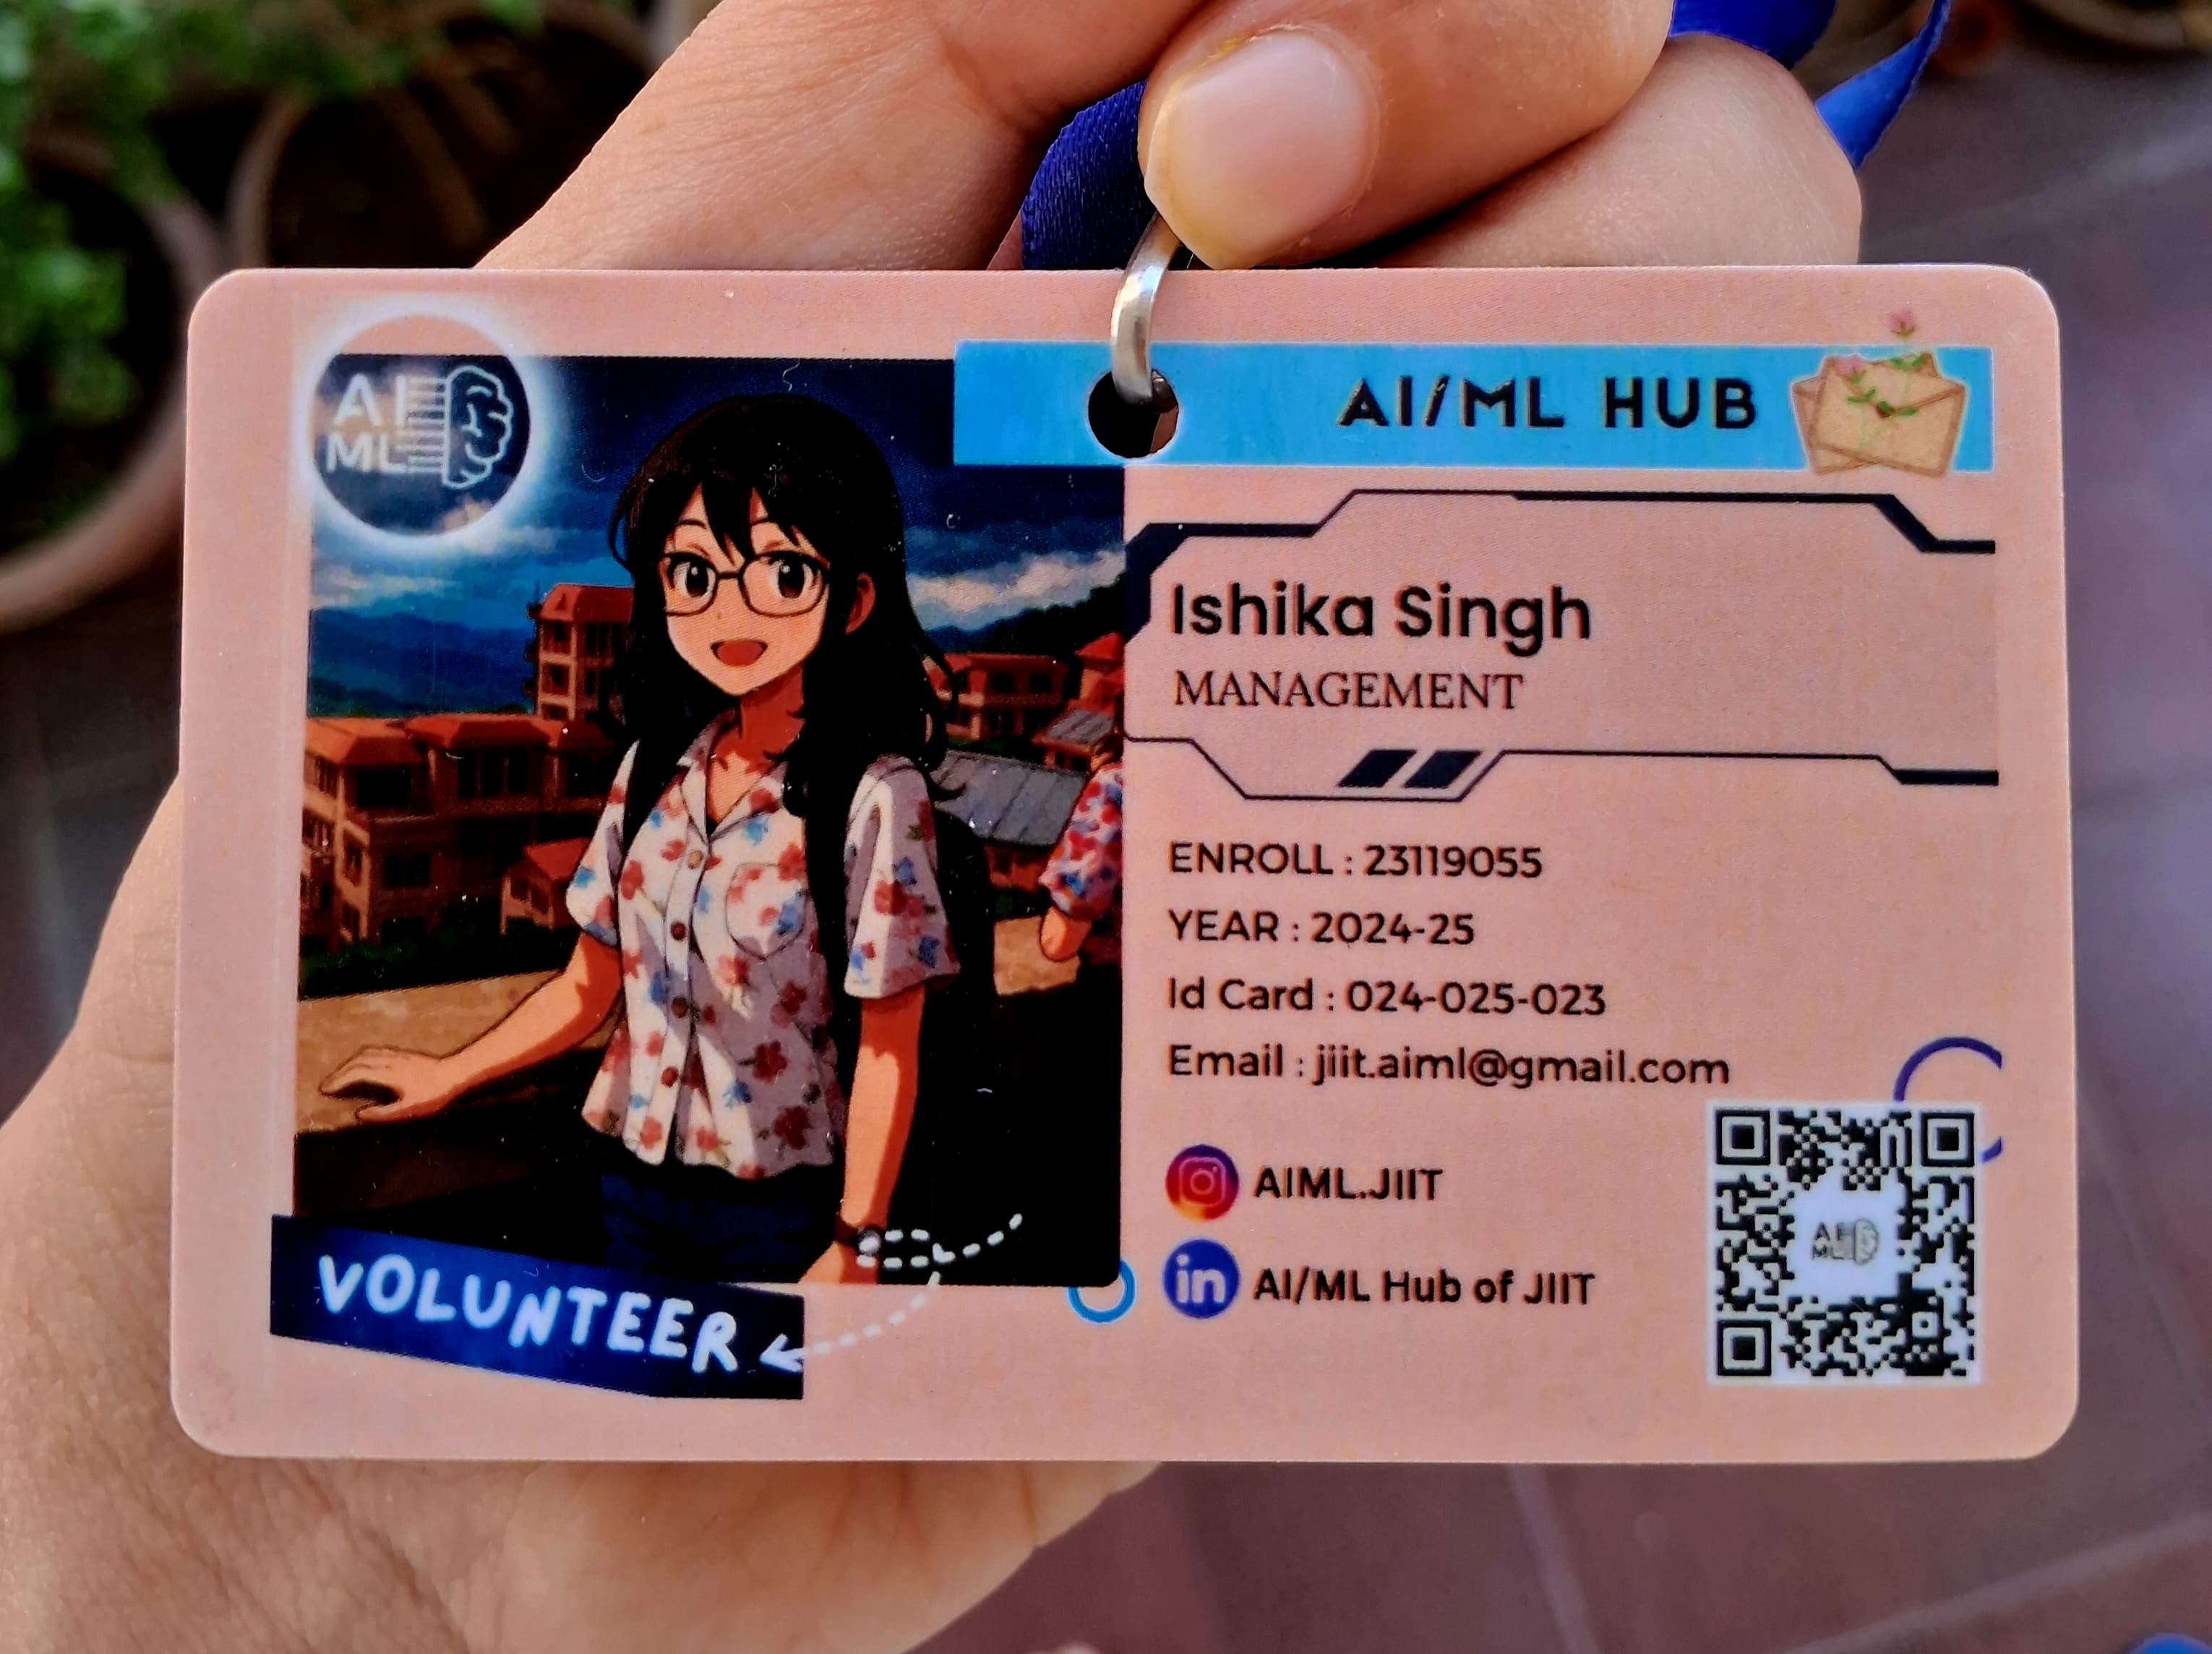 AI
ML
AI/ML HUB
Ishika Singh
MANAGEMENT
ENROLL : 23119055
YEAR : 2024-25
Id Card : 024-025-023
Email : jiit.aiml@gmail.com
AIML.JIIT
in AI/ML Hub of JIIT
AI
ML
VOLUNTEER